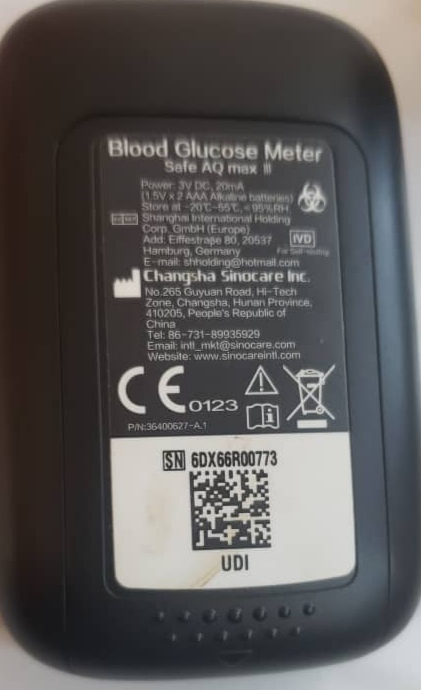 Blood Glucose Meter
Safe AQ max III
Power: 3V DC, 20mA
(1.5V x 2 AAA Alkaline batteries)
Store at -20°C~55°C, ≤95%RH
Shanghai International Holding
Corp. GmbH (Europe)
Add: Eiffestraße 80, 20537
Hamburg, Germany
IVD
For Self-testing
E-mail: shholding@hotmail.com
Changsha Sinocare Inc.
No.265 Guyuan Road, Hi-Tech
Zone, Changsha, Hunan Province,
410205, People's Republic of
China
Tel: 86-731-89935929
Email: intl_mkt@sinocare.com
Website: www.sinocareintl.com
CE 0123
P/N:36400627-A.1
SN 6DX66R00773
UDI